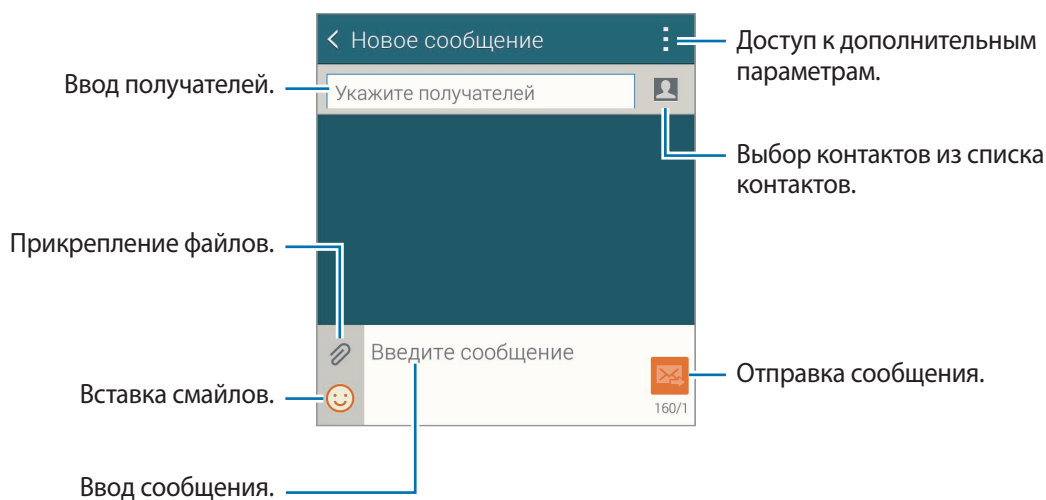 Новое сообщение
Доступ к дополнительным
параметрам.
Ввод получателей.
Укажите получателей
Выбор контактов из списка
контактов.
Прикрепление файлов.
Введите сообщение
Отправка сообщения.
Вставка смайлов.
160/1
Ввод сообщения.